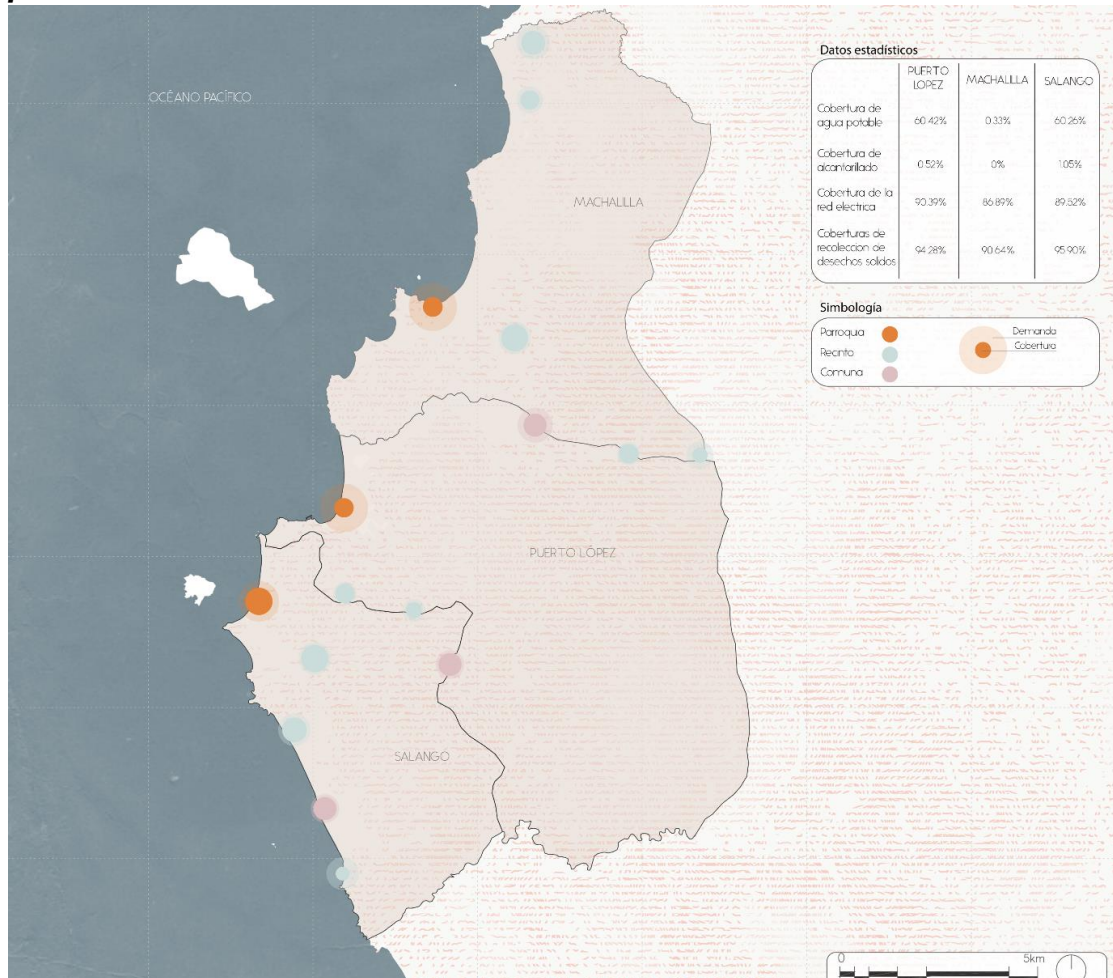 OCÉANO PACÍFICO
MACHALILLA
PUERTO LÓPEZ
SALANGO
Datos estadísticos
PUERTO LOPEZ MACHALILLA SALANGO
Cobertura de agua potable 60.42% 0.33% 60.26%
Cobertura de alcantarillado 0.52% 0% 1.05%
Cobertura de la red electrica 90.39% 86.89% 89.52%
Coberturas de recoleccion de desechos solidos 94.28% 90.64% 95.90%
Simbología
Parroquia
Recinto
Comuna
Demanda
Cobertura
0 5km